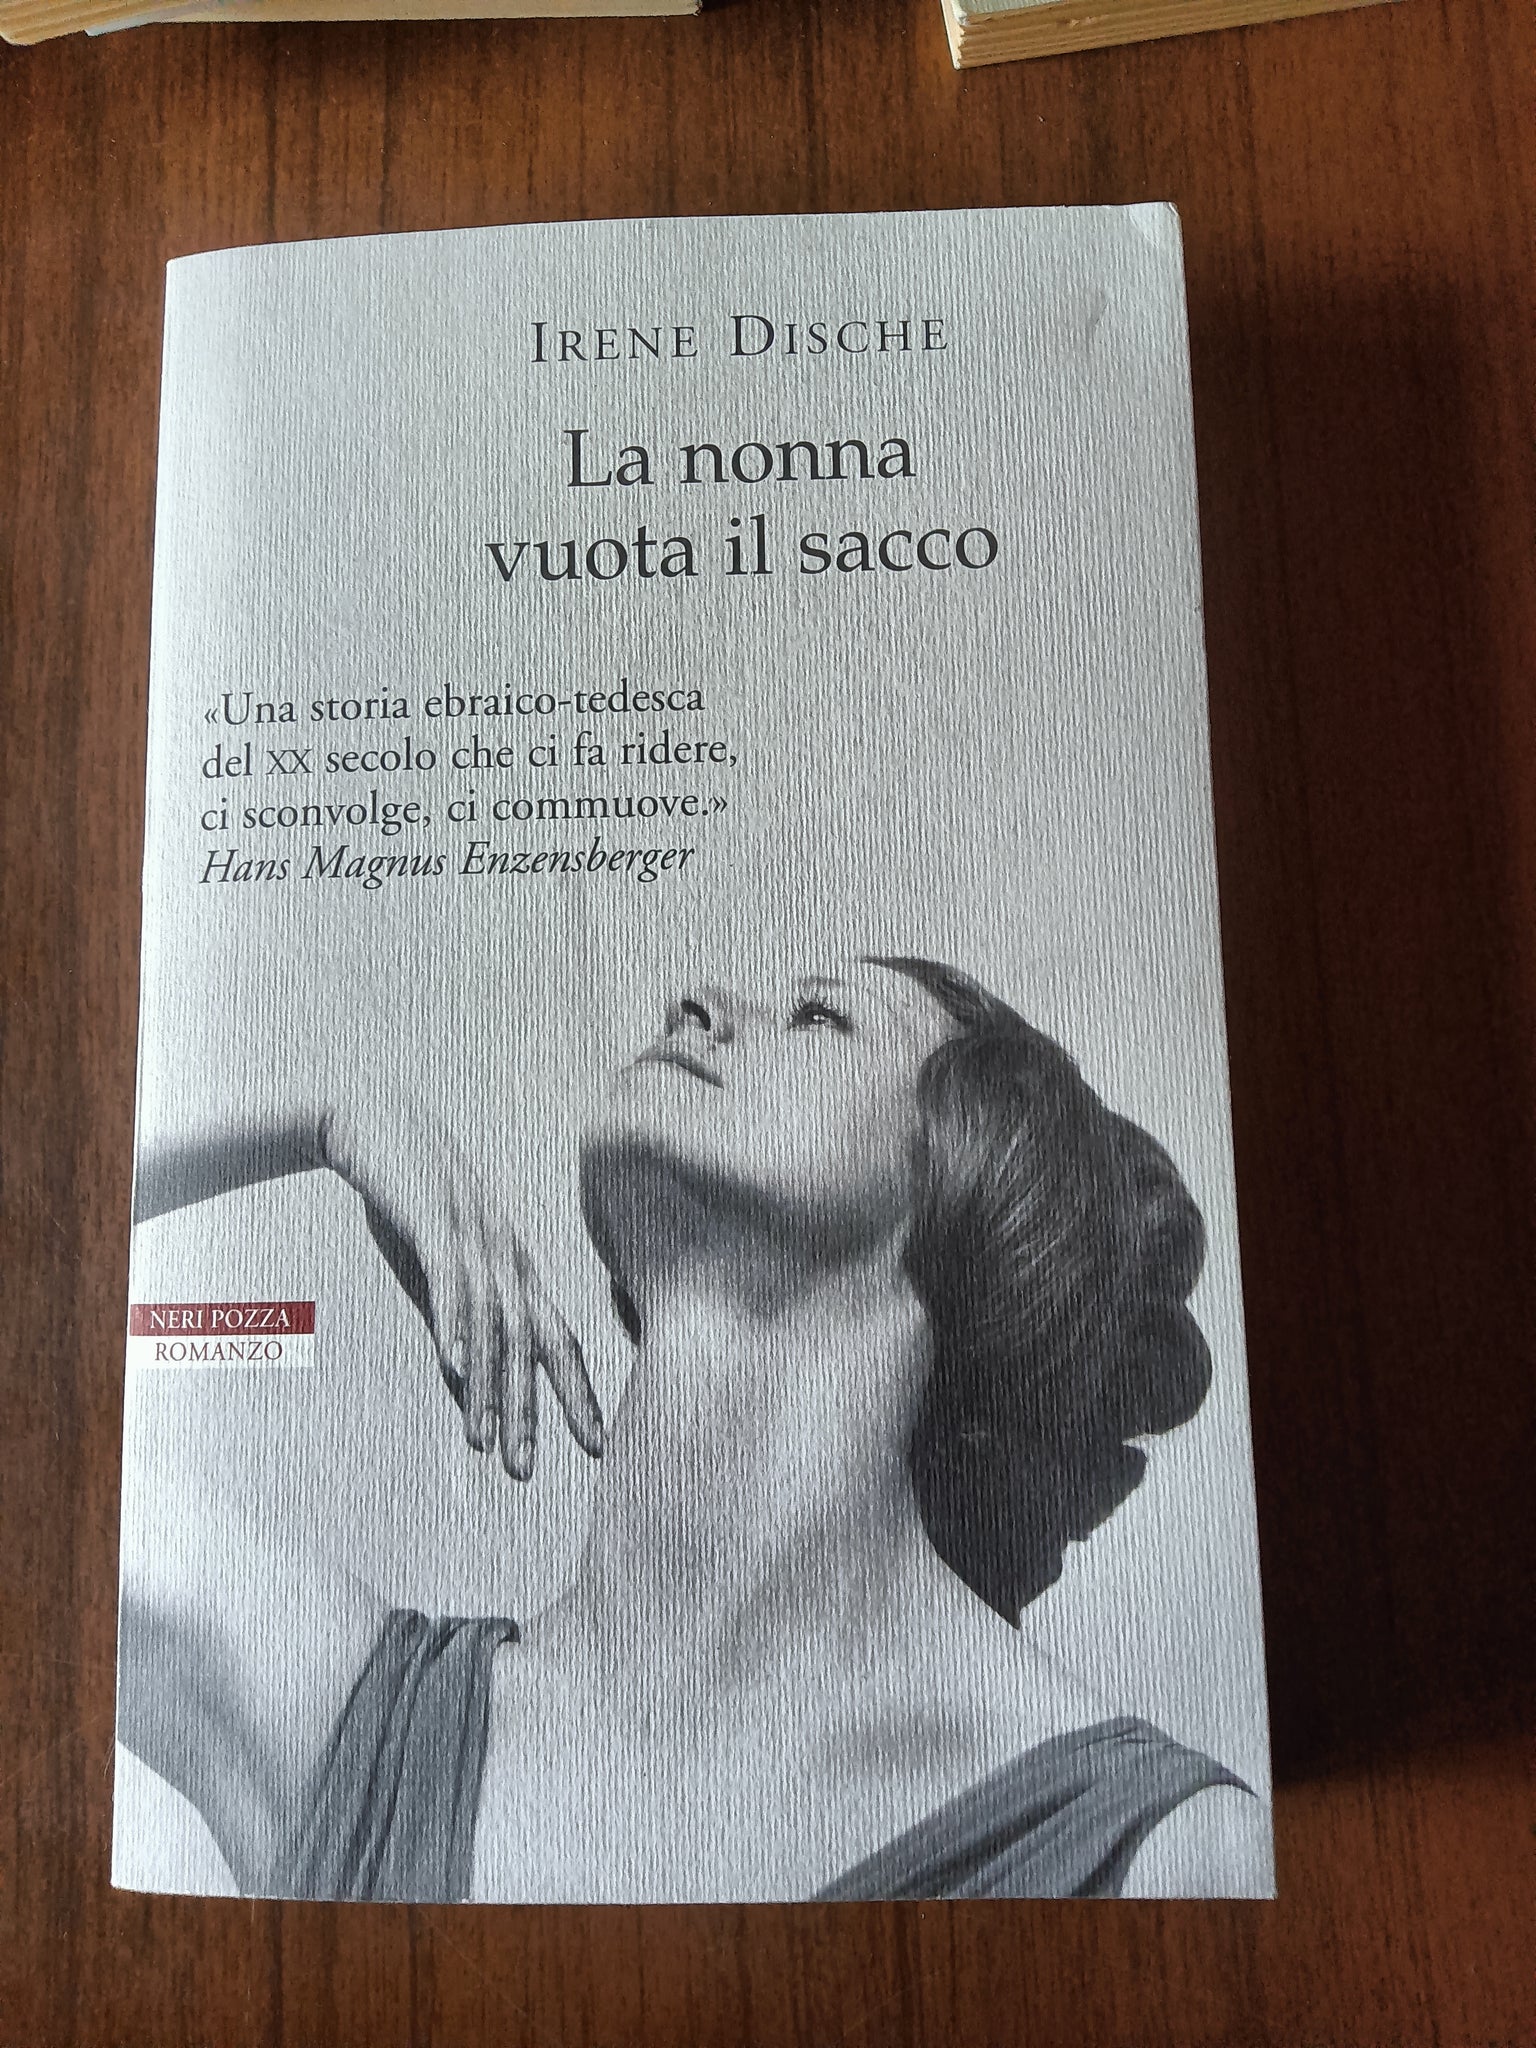 IRENE DISCHE
La nonna
vuota il sacco
«Una storia ebraico-tedesca
del XX secolo che ci fa ridere,
ci sconvolge, ci commuove.»
Hans Magnus Enzensberger
NERI POZZA
ROMANZO